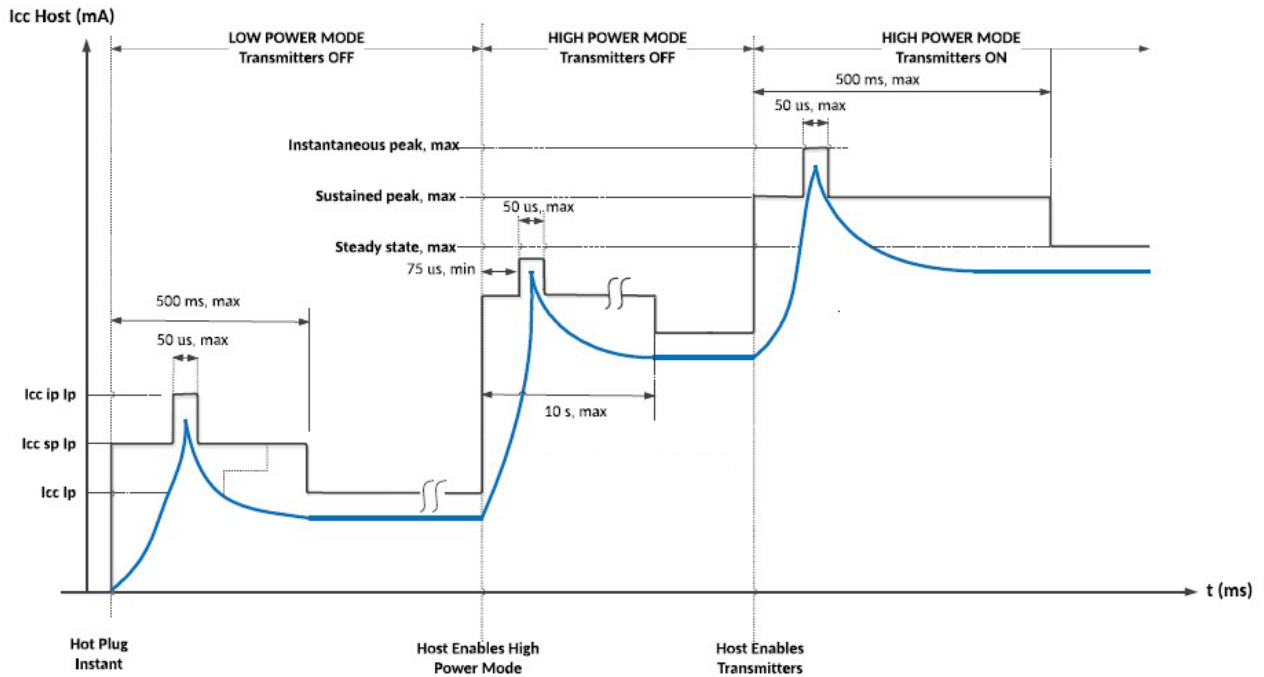 Icc Host (mA)
LOW POWER MODE
Transmitters OFF
HIGH POWER MODE
Transmitters OFF
HIGH POWER MODE
Transmitters ON
500 ms, max
50 us, max
Instantaneous peak, max
Sustained peak, max
50 us, max
Steady state, max
75 us, min
500 ms, max
50 us, max
Icc ip lp
10 s, max
Icc sp lp
Icc lp
t (ms)
Hot Plug
Instant
Host Enables High
Power Mode
Host Enables
Transmitters